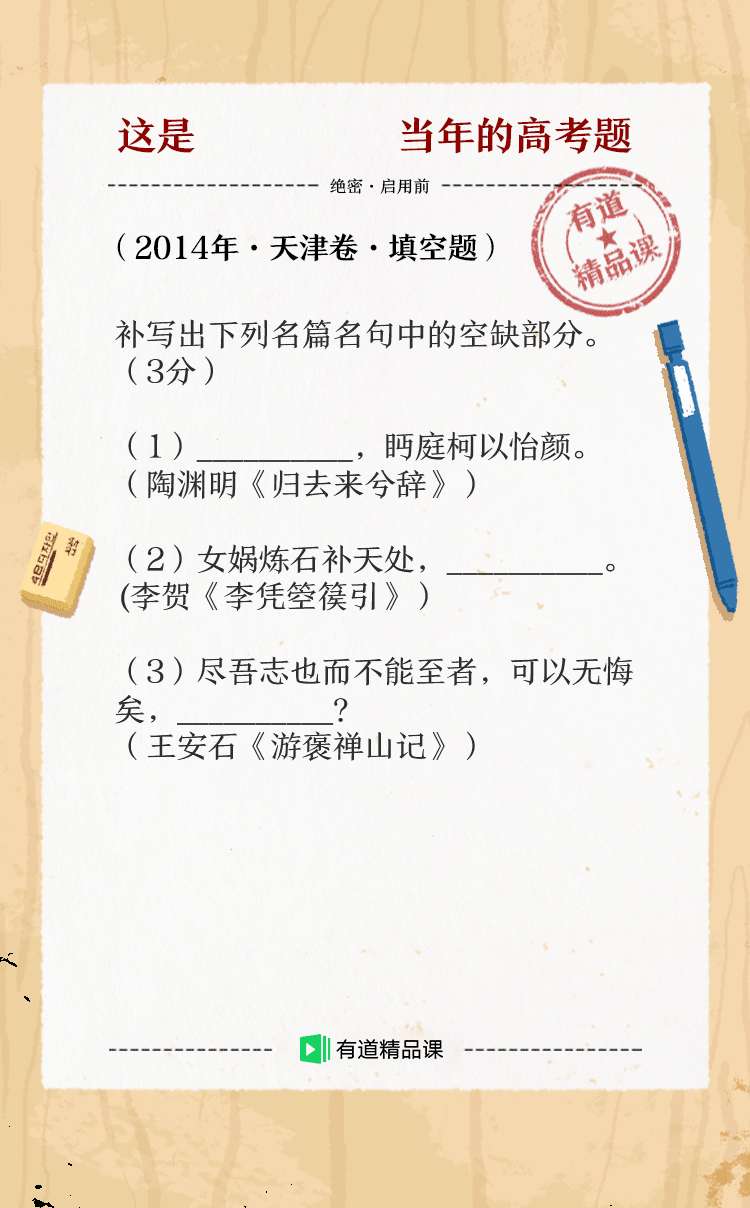 这是 当年的高考题
绝密·启用前
有道
精品课
（2014年·天津卷·填空题）
补写出下列名篇名句中的空缺部分。
（3分）
（1）__________，眄庭柯以怡颜。
（陶渊明《归去来兮辞》）
（2）女娲炼石补天处，__________。
(李贺《李凭箜篌引》）
（3）尽吾志也而不能至者，可以无悔
矣，__________？
（王安石《游褒禅山记》）
有道精品课